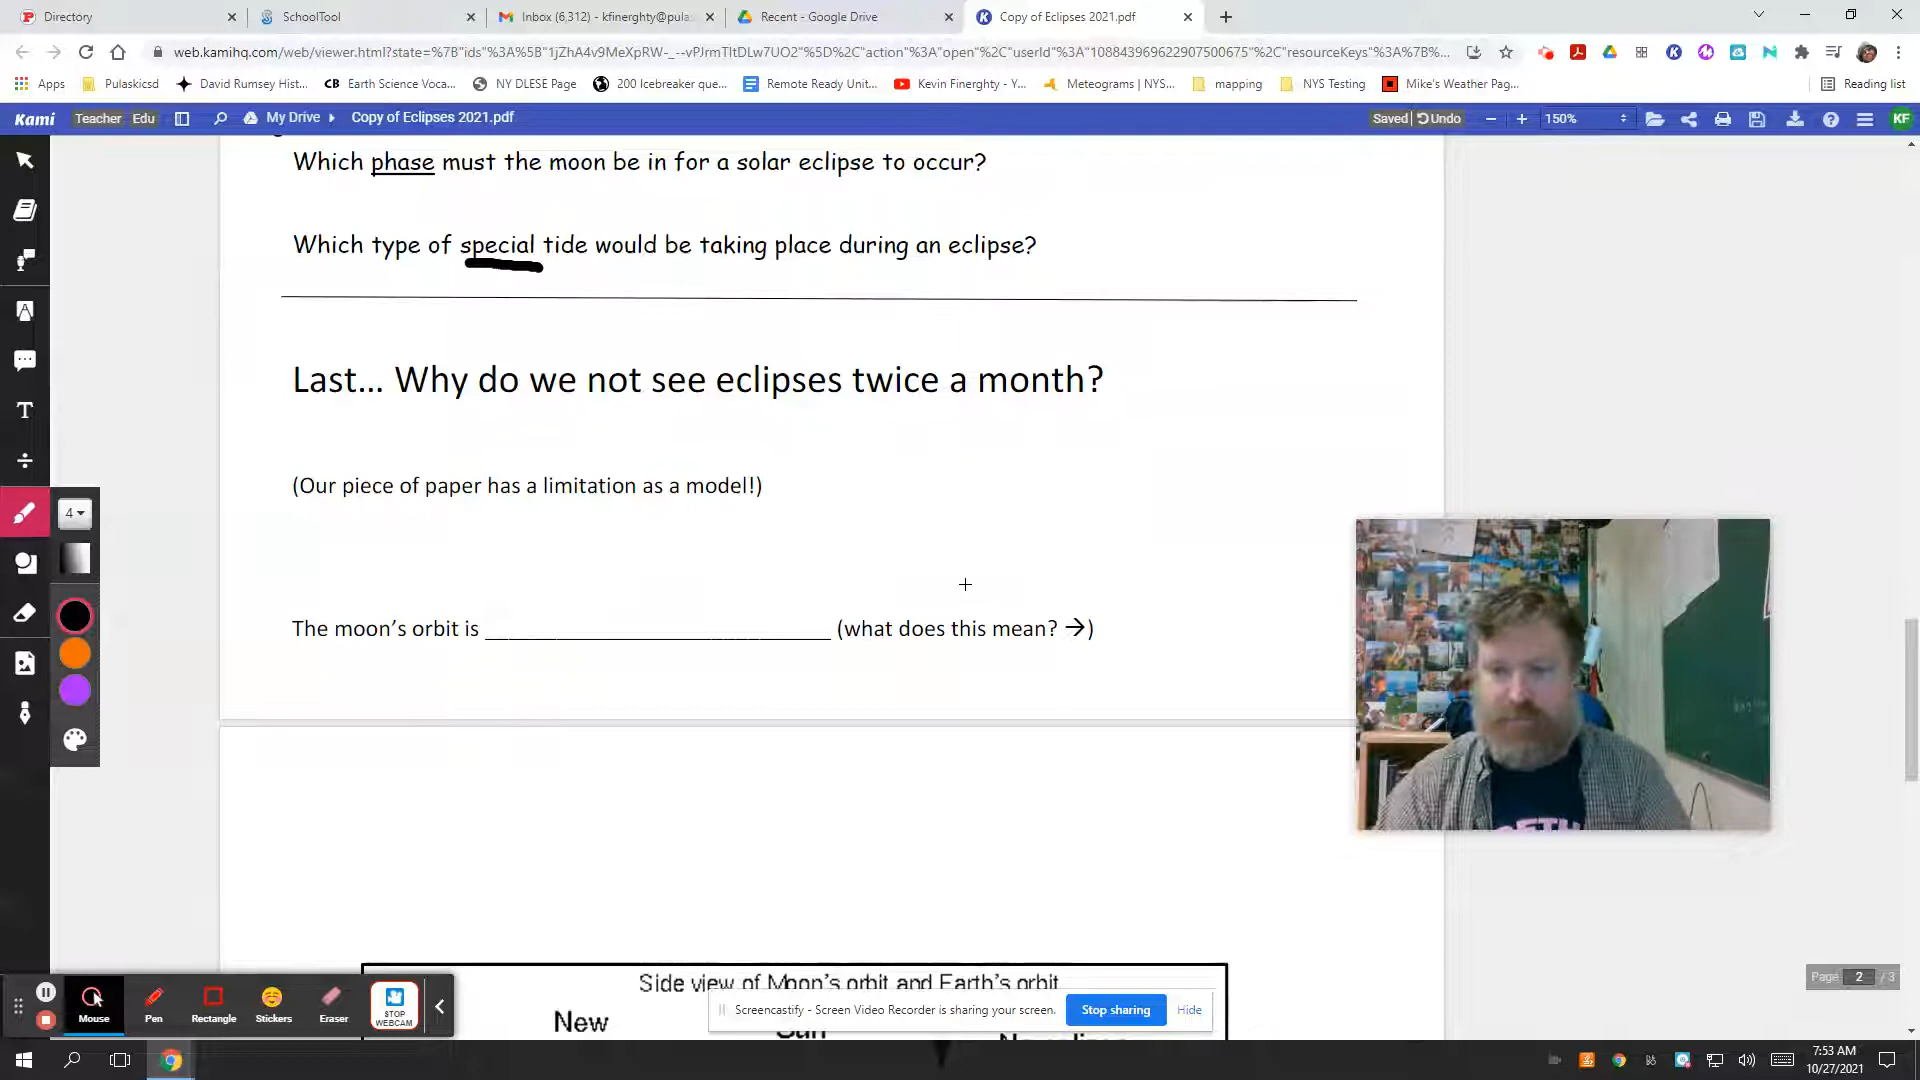 Directory
SchoolTool
Inbox (6,312) - kfinerghty@pula
Recent - Google Drive
Copy of Eclipses 2021.pdf
web.kamihq.com/web/viewer.html?state=%7B"ids"%3A%5B"1jZhA4v9MeXpRW-_--vPJrmTltDLw7UO2"%5D%2C"action"%3A"open"%2C"userId"%3A"108843969622907500675"%2C"resourceKeys"%3A%7B%...
Apps
Pulaskicsd
David Rumsey Hist...
CB Earth Science Voca...
NY DLESE Page
200 Icebreaker que...
Remote Ready Unit...
Kevin Finerghty - Y...
Meteograms | NYS...
mapping
NYS Testing
Mike's Weather Pag...
Reading list
Kami Teacher Edu My Drive Copy of Eclipses 2021.pdf Saved Undo 150% KF
Which phase must the moon be in for a solar eclipse to occur?
Which type of special tide would be taking place during an eclipse?
Last... Why do we not see eclipses twice a month?
(Our piece of paper has a limitation as a model!)
4
The moon's orbit is ______________________________ (what does this mean? →)
Page 2 / 3
Side view of Moon's orbit and Earth's orbit
New
Sun
Screencastify - Screen Video Recorder is sharing your screen. Stop sharing Hide
Mouse
Pen
Rectangle
Stickers
Eraser
STOP WEBCAM
7:53 AM
10/27/2021